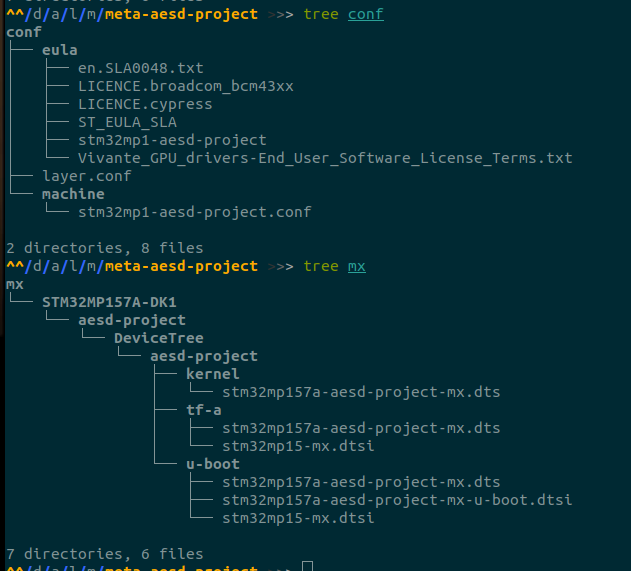 ^^/d/a/l/m/meta-aesd-project >>> tree conf
conf
├── eula
│   ├── en.SLA0048.txt
│   ├── LICENCE.broadcom_bcm43xx
│   ├── LICENCE.cypress
│   ├── ST_EULA_SLA
│   ├── stm32mp1-aesd-project
│   └── Vivante_GPU_drivers-End_User_Software_License_Terms.txt
├── layer.conf
└── machine
    └── stm32mp1-aesd-project.conf
2 directories, 8 files
^^/d/a/l/m/meta-aesd-project >>> tree mx
mx
└── STM32MP157A-DK1
    └── aesd-project
        └── DeviceTree
            └── aesd-project
                ├── kernel
                │   └── stm32mp157a-aesd-project-mx.dts
                ├── tf-a
                │   ├── stm32mp157a-aesd-project-mx.dts
                │   └── stm32mp15-mx.dtsi
                └── u-boot
                    ├── stm32mp157a-aesd-project-mx.dts
                    ├── stm32mp157a-aesd-project-mx-u-boot.dtsi
                    └── stm32mp15-mx.dtsi
7 directories, 6 files
^^/d/a/l/m/meta-aesd-project >>>